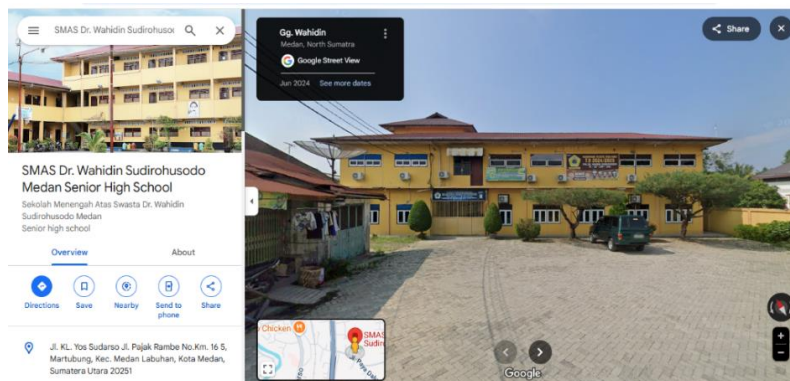 SMAS Dr. Wahidin Sudirohusoc
SMAS Dr. Wahidin Sudirohusodo
Medan Senior High School
Sekolah Menengah Atas Swasta Dr. Wahidin
Sudirohusodo Medan
Senior high school
Overview
About
Directions
Save
Nearby
Send to
phone
Share
Jl. KL. Yos Sudarso Jl. Pajak Rambe No.Km. 16 5,
Martubung, Kec. Medan Labuhan, Kota Medan,
Sumatera Utara 20251
Gg. Wahidin
Medan, North Sumatra
Google Street View
Jun 2024 See more dates
Share
Chicken
SMAS
Sudir
Google